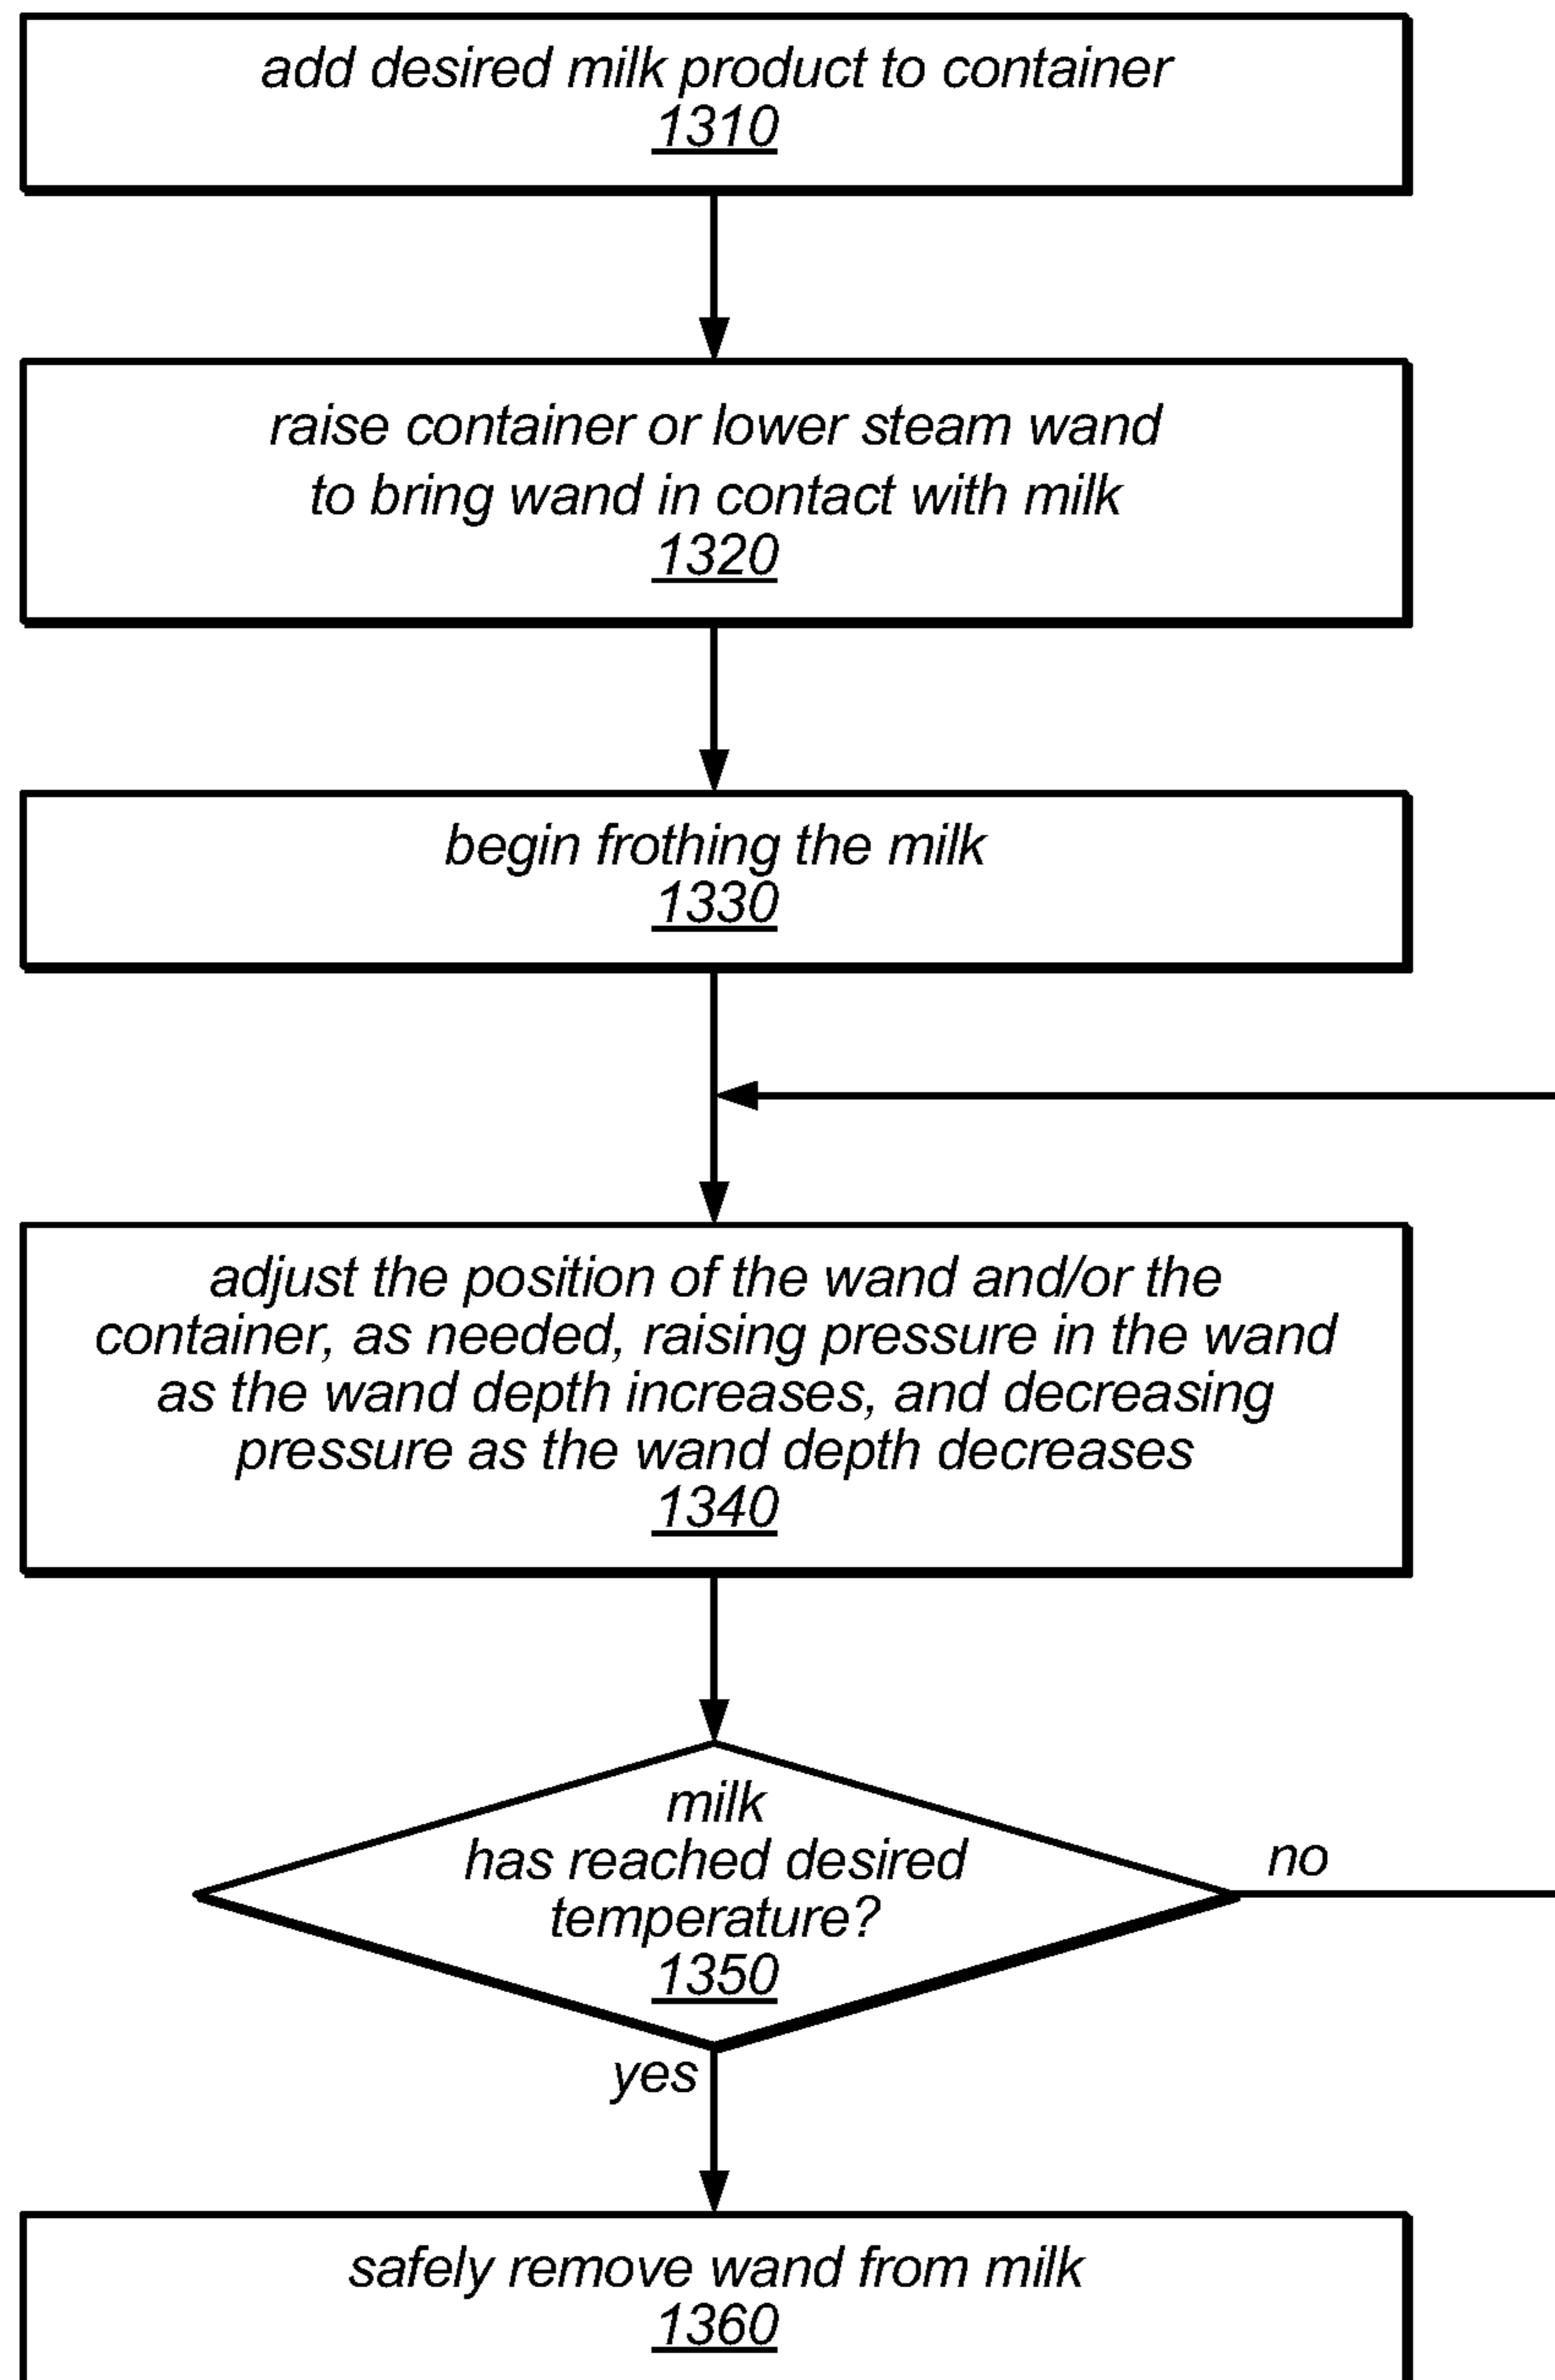 add desired milk product to container
1310
raise container or lower steam wand
to bring wand in contact with milk
1320
begin frothing the milk
1330
adjust the position of the wand and/or the
container, as needed, raising pressure in the wand
as the wand depth increases, and decreasing
pressure as the wand depth decreases
1340
milk
has reached desired
temperature?
1350
no
yes
safely remove wand from milk
1360